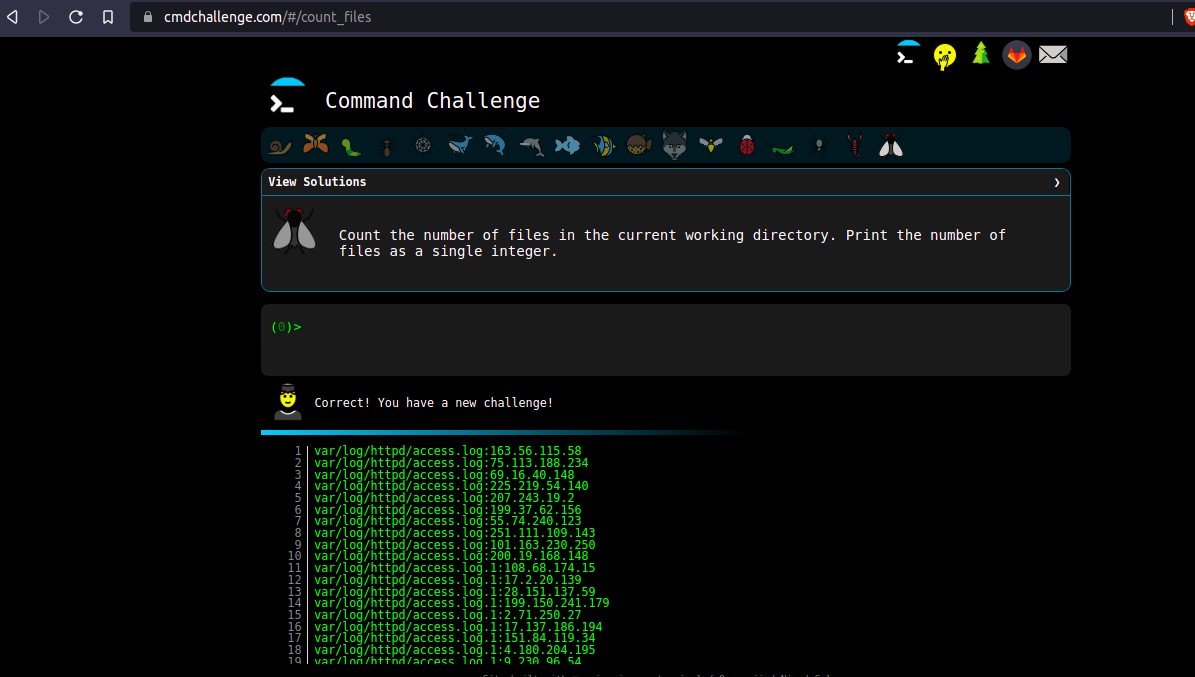 cmdchallenge.com/#/count_files
Command Challenge
View Solutions ❯
Count the number of files in the current working directory. Print the number of
files as a single integer.
(0)>
Correct! You have a new challenge!
1 var/log/httpd/access.log:163.56.115.58
2 var/log/httpd/access.log:75.113.188.234
3 var/log/httpd/access.log:69.16.40.148
4 var/log/httpd/access.log:225.219.54.140
5 var/log/httpd/access.log:207.243.19.2
6 var/log/httpd/access.log:199.37.62.156
7 var/log/httpd/access.log:55.74.240.123
8 var/log/httpd/access.log:251.111.109.143
9 var/log/httpd/access.log:101.163.230.250
10 var/log/httpd/access.log:200.19.168.148
11 var/log/httpd/access.log.1:108.68.174.15
12 var/log/httpd/access.log.1:17.2.20.139
13 var/log/httpd/access.log.1:28.151.137.59
14 var/log/httpd/access.log.1:199.150.241.179
15 var/log/httpd/access.log.1:2.71.250.27
16 var/log/httpd/access.log.1:17.137.186.194
17 var/log/httpd/access.log.1:151.84.119.34
18 var/log/httpd/access.log.1:4.180.204.195
19 var/log/httpd/access.log.1:9.230.96.54